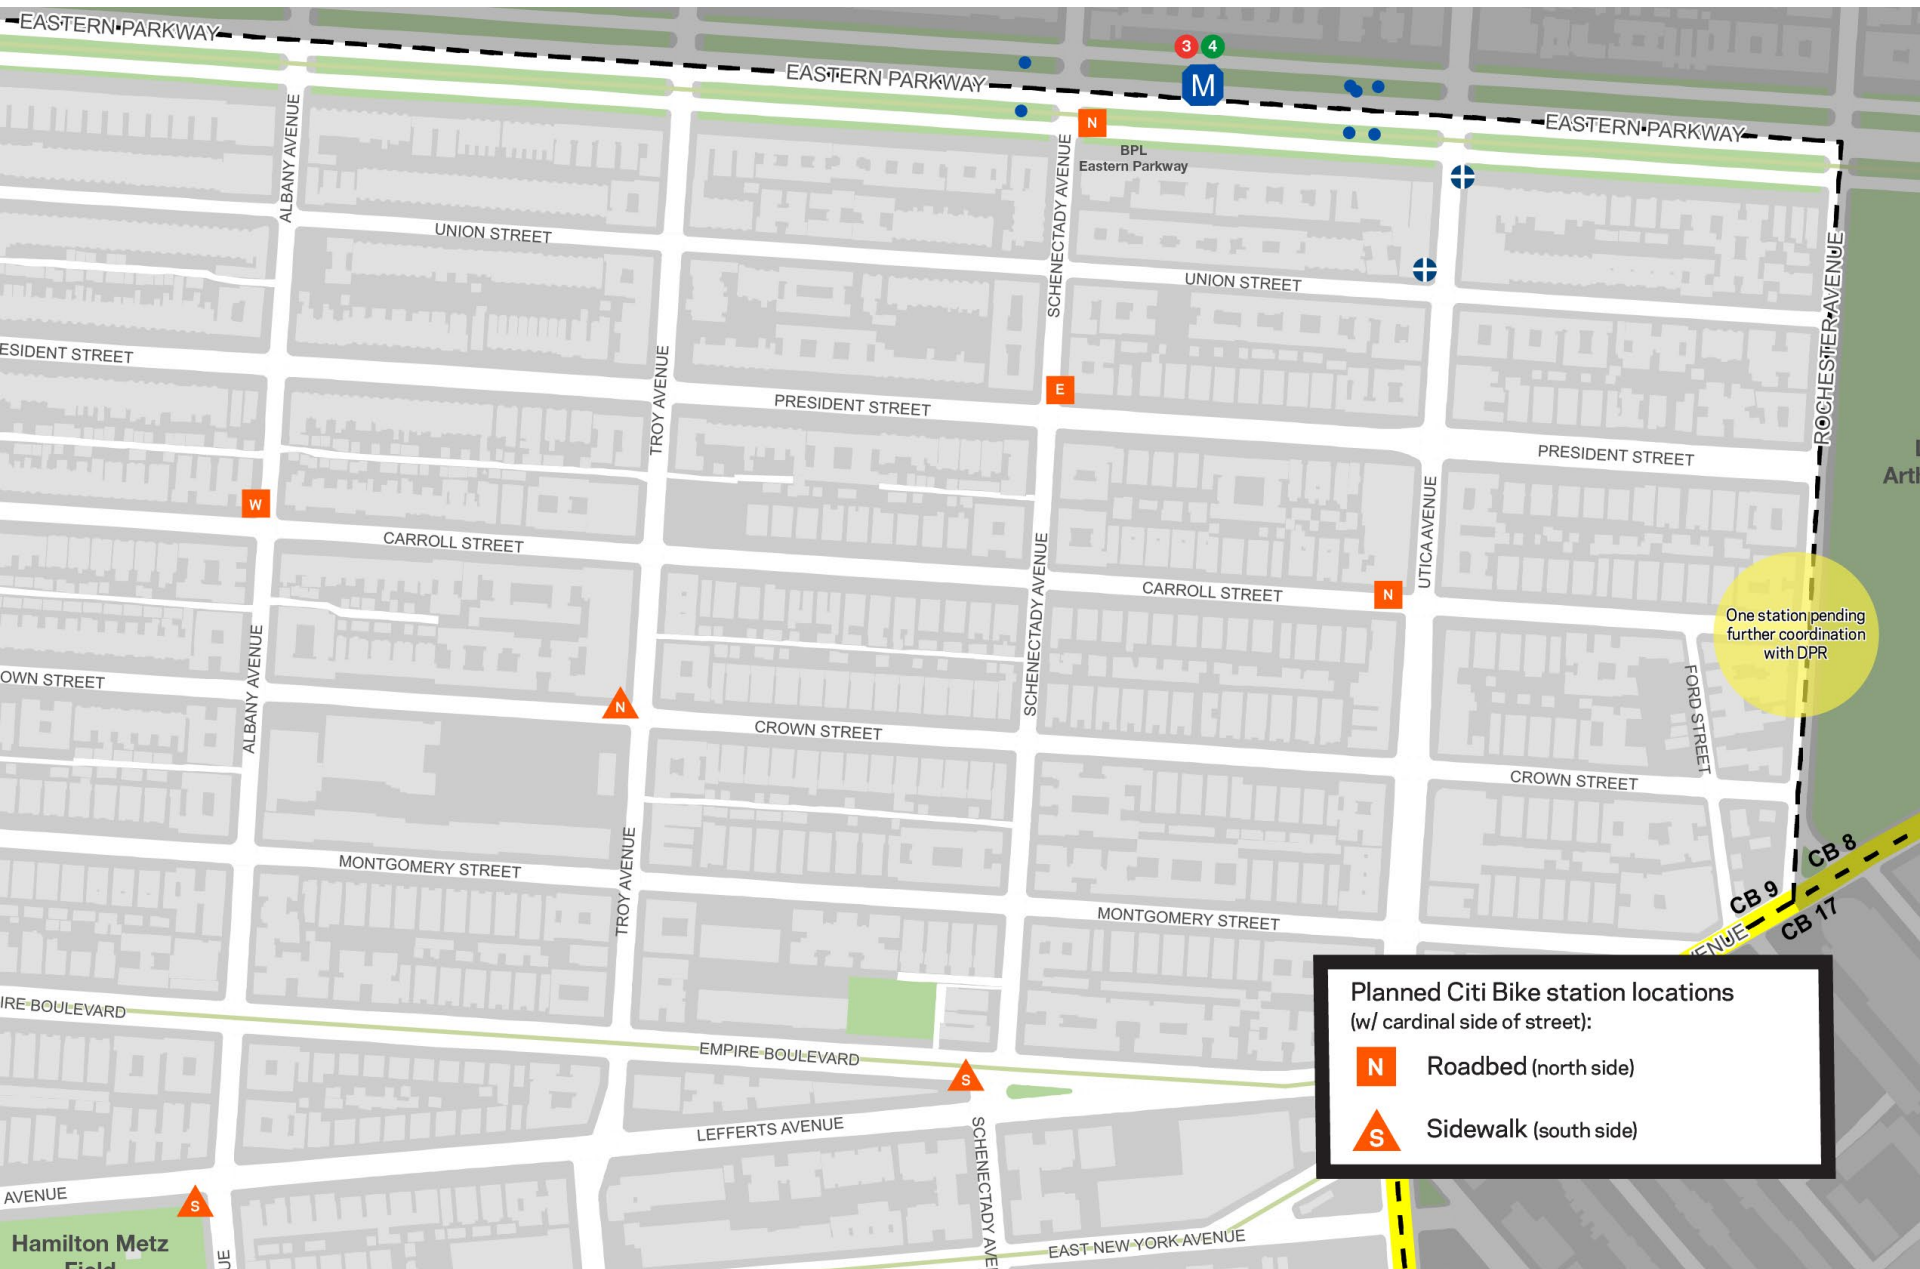 EASTERN PARKWAY
EASTERN PARKWAY
EASTERN PARKWAY
3
4
M
N
BPL
Eastern Parkway
ALBANY AVENUE
SCHENECTADY AVENUE
UNION STREET
UNION STREET
ROCHESTER AVENUE
ESIDENT STREET
TROY AVENUE
E
PRESIDENT STREET
PRESIDENT STREET
Arth
W
CARROLL STREET
SCHENECTADY AVENUE
UTICA AVENUE
CARROLL STREET
N
One station pending
further coordination
with DPR
ALBANY AVENUE
OWN STREET
N
CROWN STREET
FORD STREET
CROWN STREET
MONTGOMERY STREET
TROY AVENUE
MONTGOMERY STREET
CB 8
CB 9
CB 17
ENUE
IRE BOULEVARD
EMPIRE BOULEVARD
S
LEFFERTS AVENUE
SCHENECTADY AVE
AVENUE
S
Hamilton Metz
Field
UE
EAST NEW YORK AVENUE
Planned Citi Bike station locations
(w/ cardinal side of street):
N Roadbed (north side)
S Sidewalk (south side)